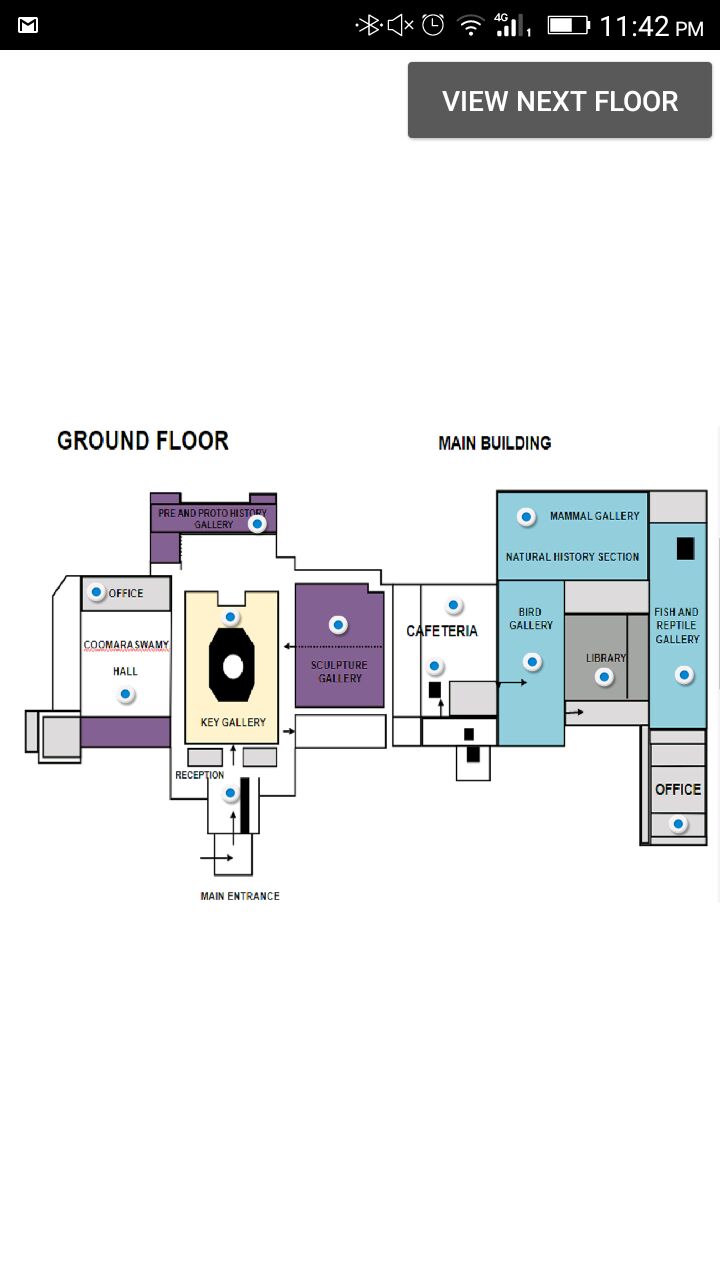 4G 1 11:42 PM
VIEW NEXT FLOOR
GROUND FLOOR
MAIN BUILDING
PRE AND PROTO HISTORY
GALLERY
MAMMAL GALLERY
NATURAL HISTORY SECTION
OFFICE
COOMARASWAMY
HALL
KEY GALLERY
SCULPTURE
GALLERY
CAFETERIA
BIRD
GALLERY
LIBRARY
FISH AND
REPTILE
GALLERY
RECEPTION
OFFICE
MAIN ENTRANCE